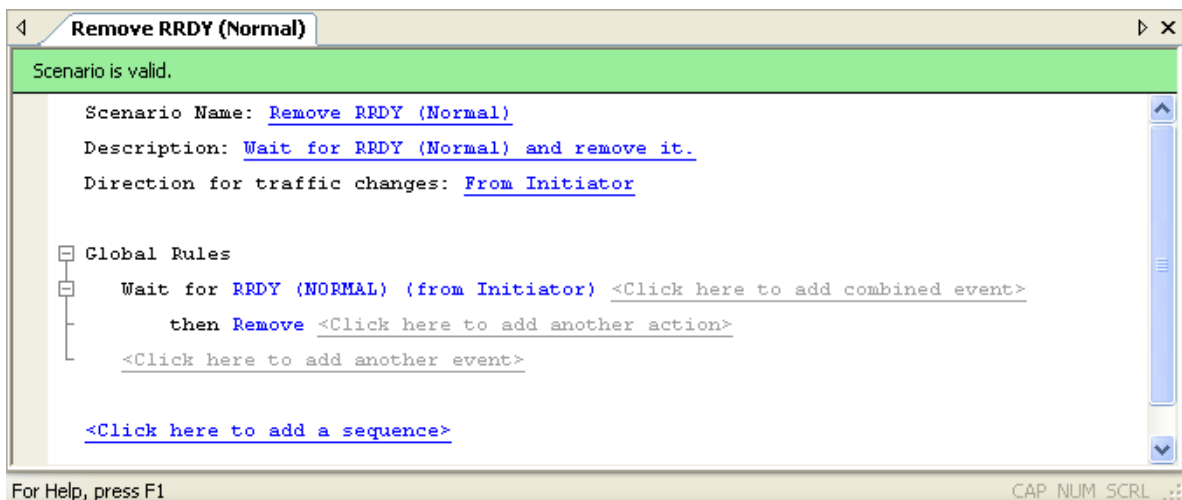 Remove RRDY (Normal)
Scenario is valid.
Scenario Name: Remove RRDY (Normal)
Description: Wait for RRDY (Normal) and remove it.
Direction for traffic changes: From Initiator
Global Rules
Wait for RRDY (NORMAL) (from Initiator) <Click here to add combined event>
then Remove <Click here to add another action>
<Click here to add another event>
<Click here to add a sequence>
For Help, press F1 CAP NUM SCRL